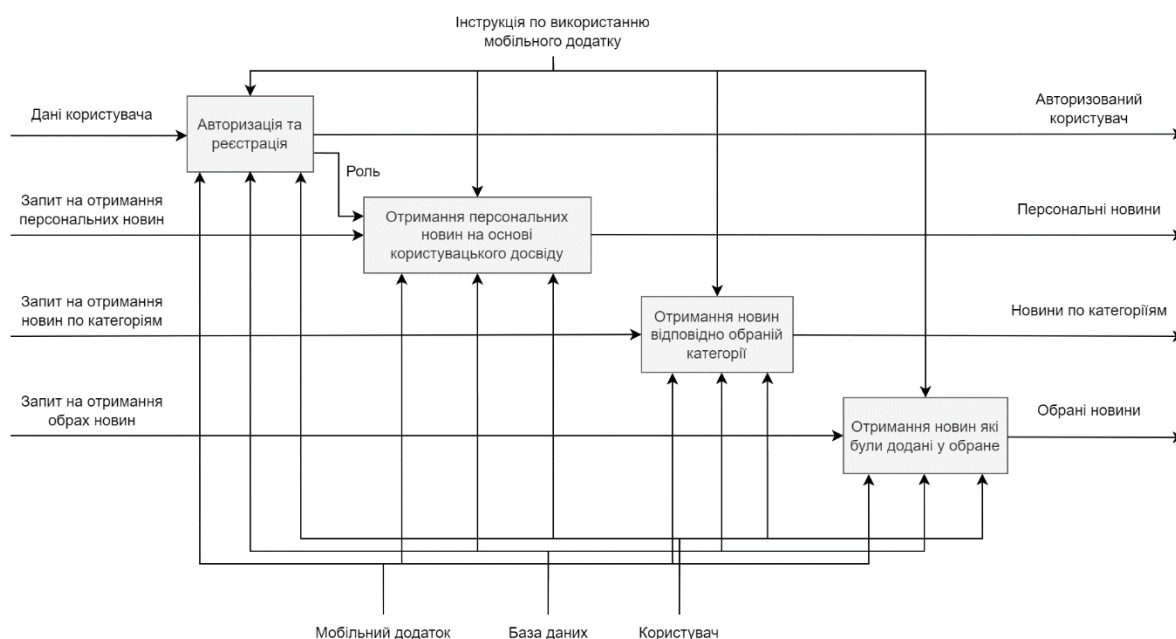 Інструкція по використанню
мобільного додатку
Дані користувача
Авторизація та
реєстрація
Авторизований
користувач
Роль
Запит на отримання
персональних новин
Отримання персональних
новин на основі
користувацького досвіду
Персональні новини
Запит на отримання
новин по категоріям
Отримання новин
відповідно обраній
категорії
Новини по категоріїям
Запит на отримання
обрах новин
Отримання новин які
були додані у обране
Обрані новини
Мобільний додаток
База даних
Користувач